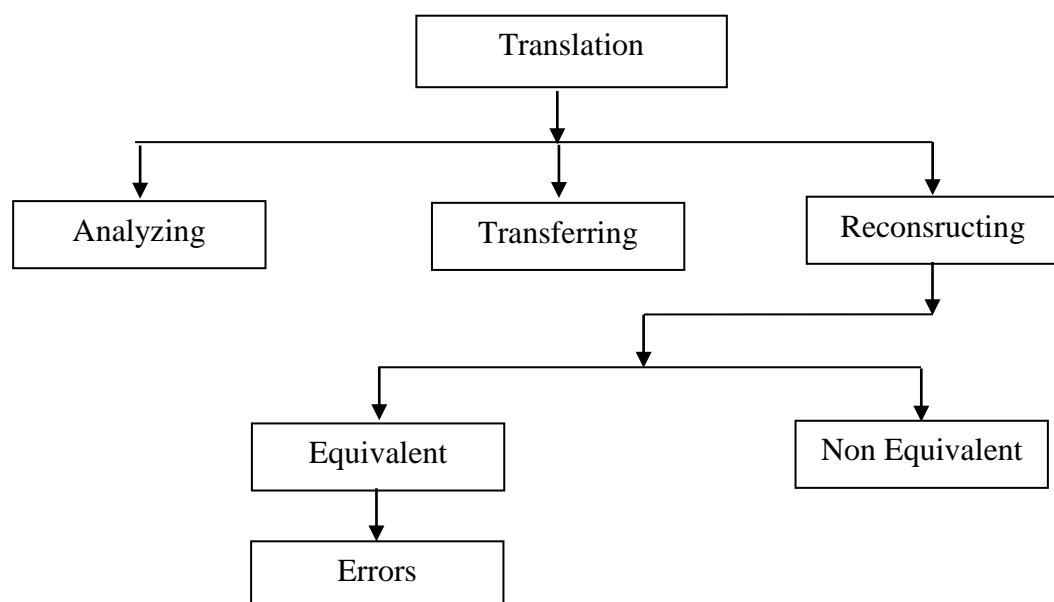 Translation
Analyzing
Transferring
Reconsructing
Equivalent
Non Equivalent
Errors